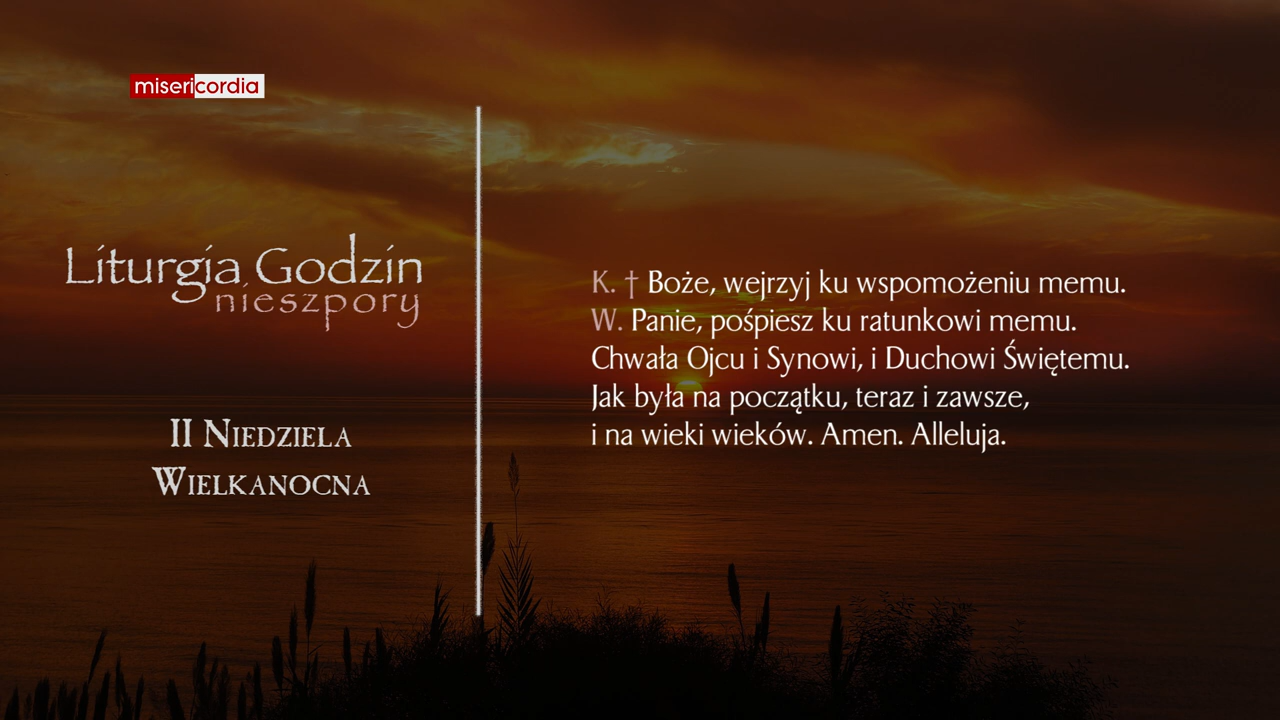 misericordia
Liturgia Godzin
nieszpory
II Niedziela
Wielkanocna
K. † Boże, wejrzyj ku wspomożeniu memu.
W. Panie, pośpiesz ku ratunkowi memu.
Chwała Ojcu i Synowi, i Duchowi Świętemu.
Jak była na początku, teraz i zawsze,
i na wieki wieków. Amen. Alleluja.